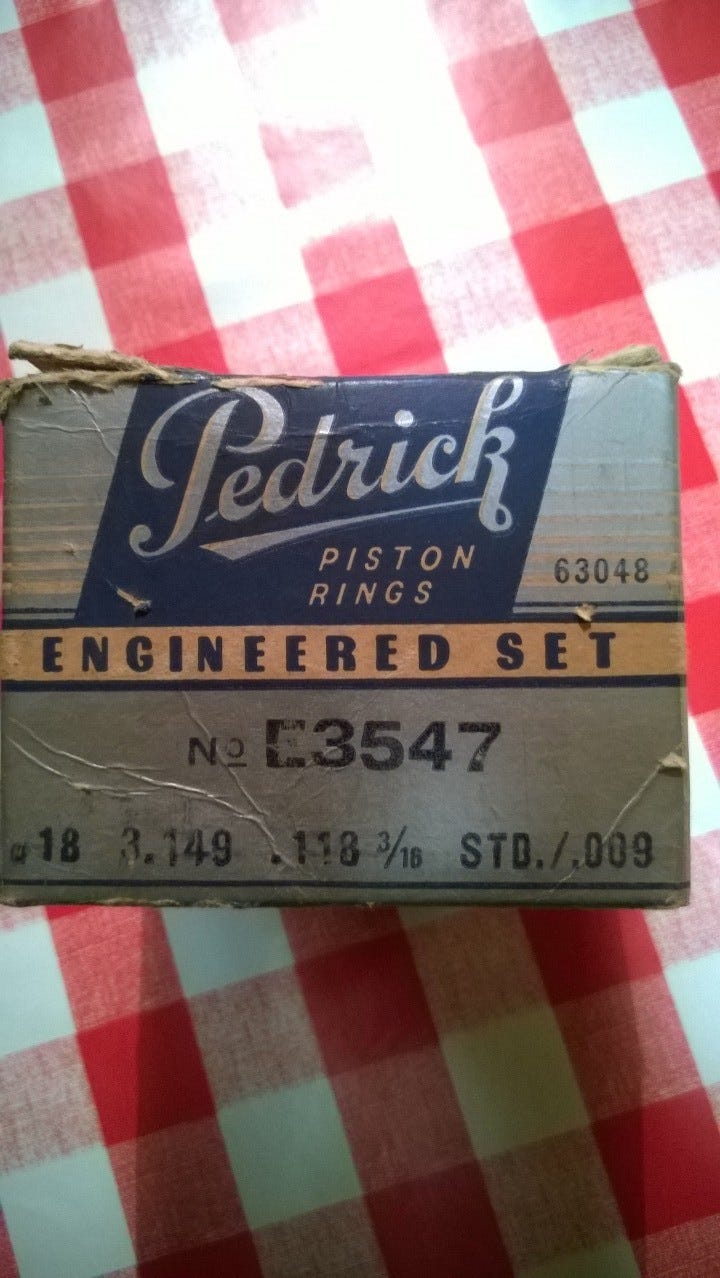 Pedrick
PISTON
RINGS
63048
ENGINEERED SET
No E3547
18 3.149 .118 3/16 STD./.009